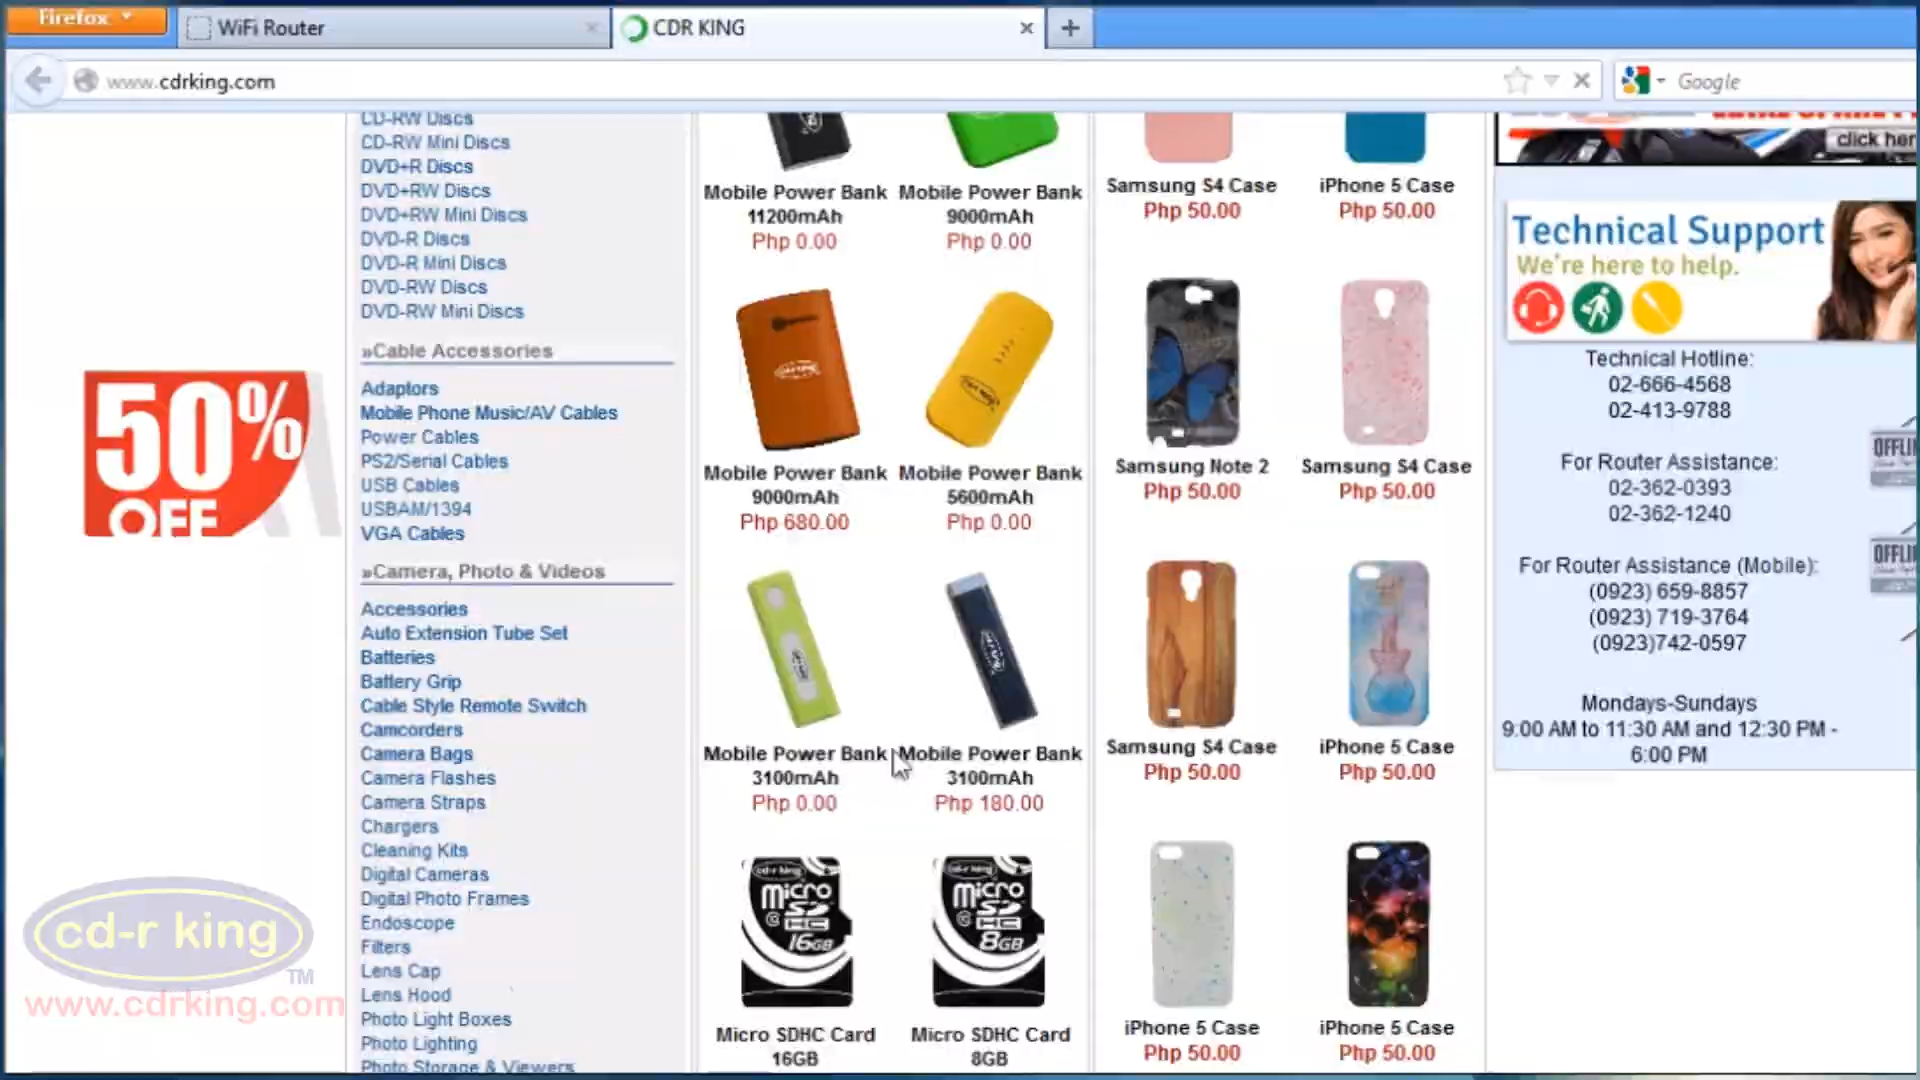 Firefox
WiFi Router
CDR KING
www.cdrking.com
Google
CD-RW Discs
CD-RW Mini Discs
DVD+R Discs
DVD+RW Discs
DVD+RW Mini Discs
DVD-R Discs
DVD-R Mini Discs
DVD-RW Discs
DVD-RW Mini Discs
»Cable Accessories
Adaptors
Mobile Phone Music/AV Cables
Power Cables
PS2/Serial Cables
USB Cables
USBAM/1394
VGA Cables
»Camera, Photo & Videos
Accessories
Auto Extension Tube Set
Batteries
Battery Grip
Cable Style Remote Switch
Camcorders
Camera Bags
Camera Flashes
Camera Straps
Chargers
Cleaning Kits
Digital Cameras
Digital Photo Frames
Endoscope
Filters
Lens Cap
Lens Hood
Photo Light Boxes
Photo Lighting
Photo Storage & Viewers
50%
OFF
cd-r king
TM
www.cdrking.com
Mobile Power Bank
11200mAh
Php 0.00
Mobile Power Bank
9000mAh
Php 0.00
Mobile Power Bank
9000mAh
Php 680.00
Mobile Power Bank
5600mAh
Php 0.00
Mobile Power Bank
3100mAh
Php 0.00
Mobile Power Bank
3100mAh
Php 180.00
cd-r king
micro
SD
HC
16GB
Micro SDHC Card
16GB
cd-r king
micro
SD
HC
8GB
Micro SDHC Card
8GB
Samsung S4 Case
Php 50.00
iPhone 5 Case
Php 50.00
Samsung Note 2
Php 50.00
Samsung S4 Case
Php 50.00
Samsung S4 Case
Php 50.00
iPhone 5 Case
Php 50.00
iPhone 5 Case
Php 50.00
iPhone 5 Case
Php 50.00
click her
Technical Support
We're here to help.
Technical Hotline:
02-666-4568
02-413-9788
For Router Assistance:
02-362-0393
02-362-1240
For Router Assistance (Mobile):
(0923) 659-8857
(0923) 719-3764
(0923)742-0597
Mondays-Sundays
9:00 AM to 11:30 AM and 12:30 PM -
6:00 PM
OFFLI
OFFLI